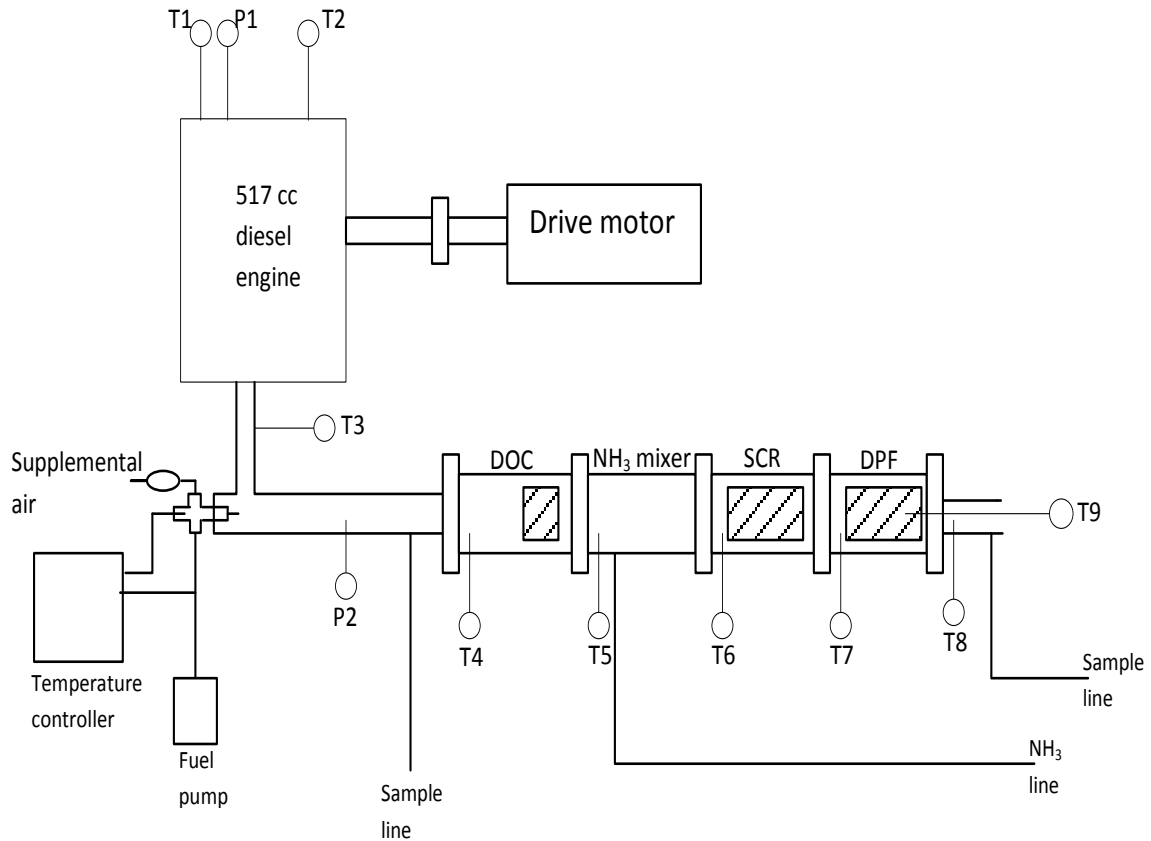 T1
P1
T2
517 cc
diesel
engine
Drive motor
T3
Supplemental
air
DOC
NH₃ mixer
SCR
DPF
T9
P2
T4
T5
T6
T7
T8
Temperature
controller
Fuel
pump
Sample
line
Sample
line
NH₃
line